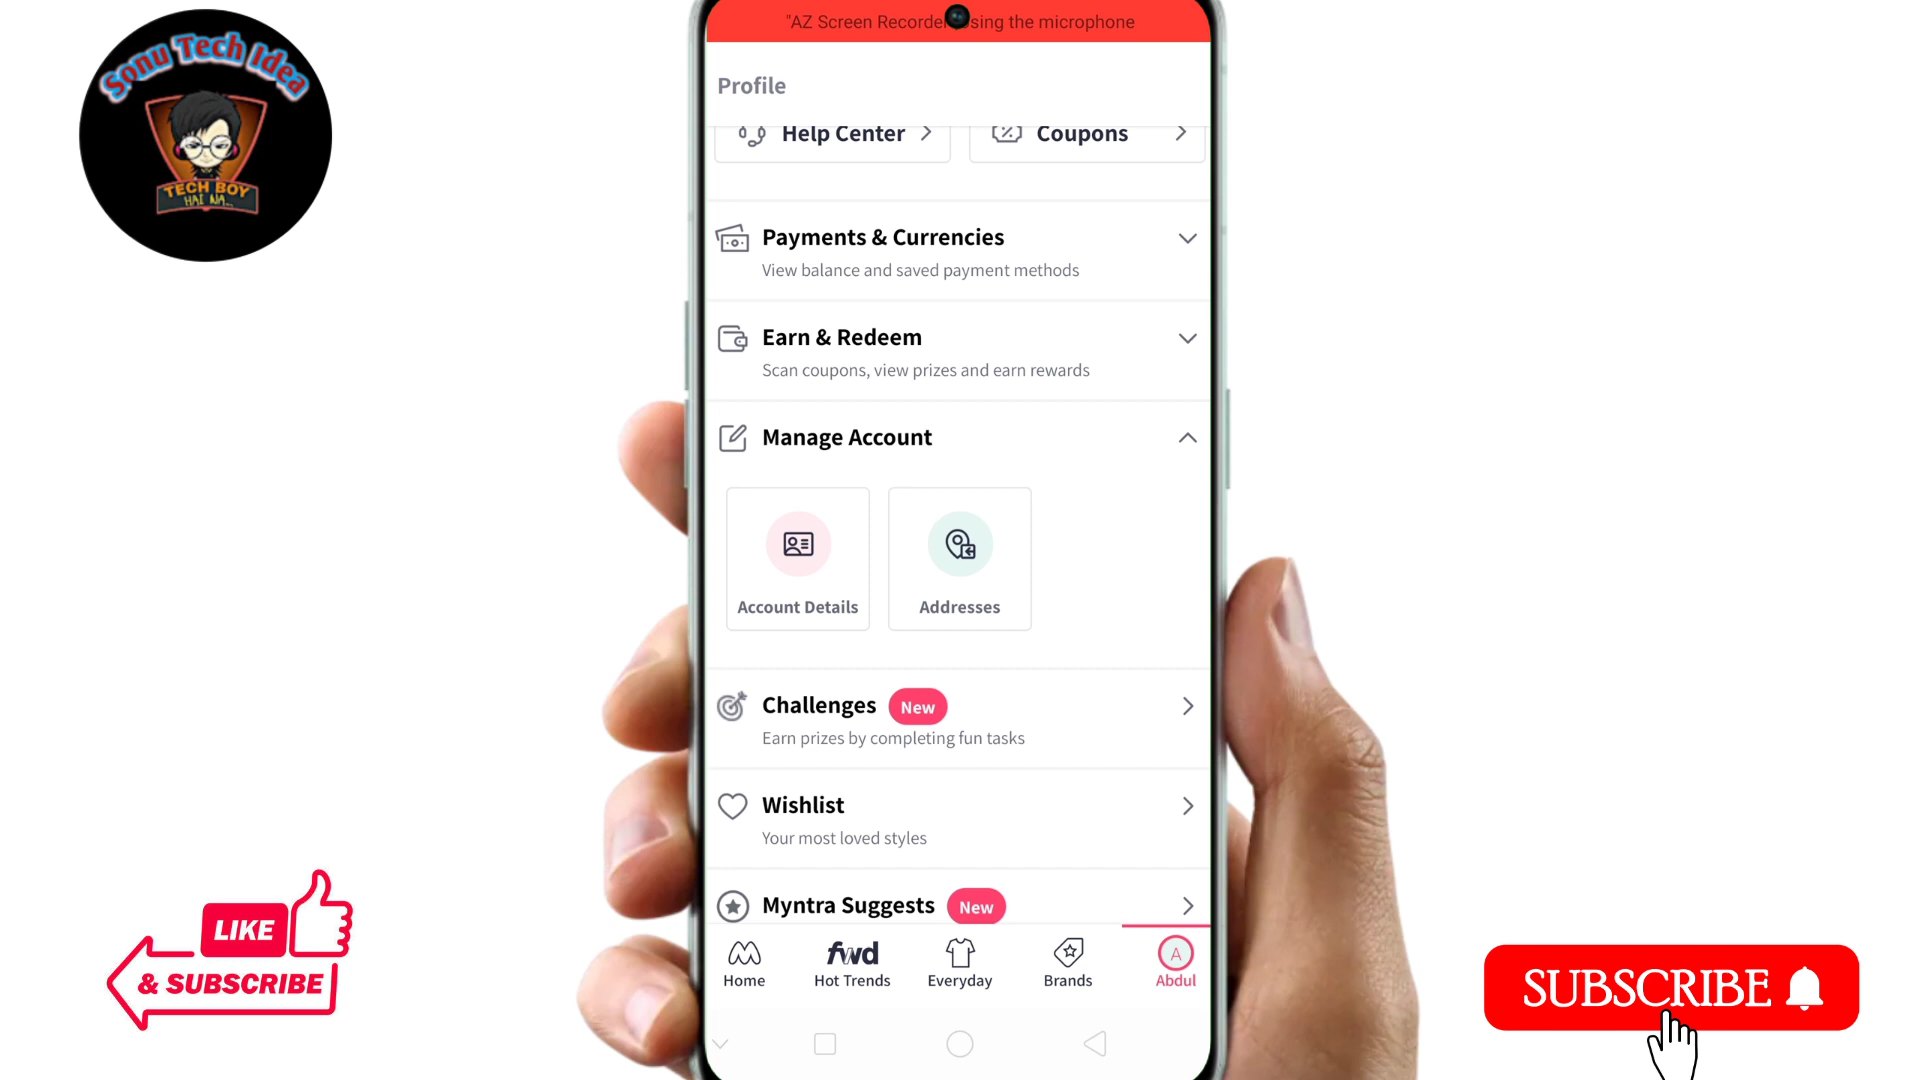 Sonu Tech Idea
TECH BOY
HAI NA..
"AZ Screen Recorder
sing the microphone
Profile
Help Center
Coupons
Payments & Currencies
View balance and saved payment methods
Earn & Redeem
Scan coupons, view prizes and earn rewards
Manage Account
Account Details
Addresses
Challenges New
Earn prizes by completing fun tasks
Wishlist
Your most loved styles
Myntra Suggests New
fwd
A
Home
Hot Trends
Everyday
Brands
Abdul
LIKE
& SUBSCRIBE
SUBSCRIBE